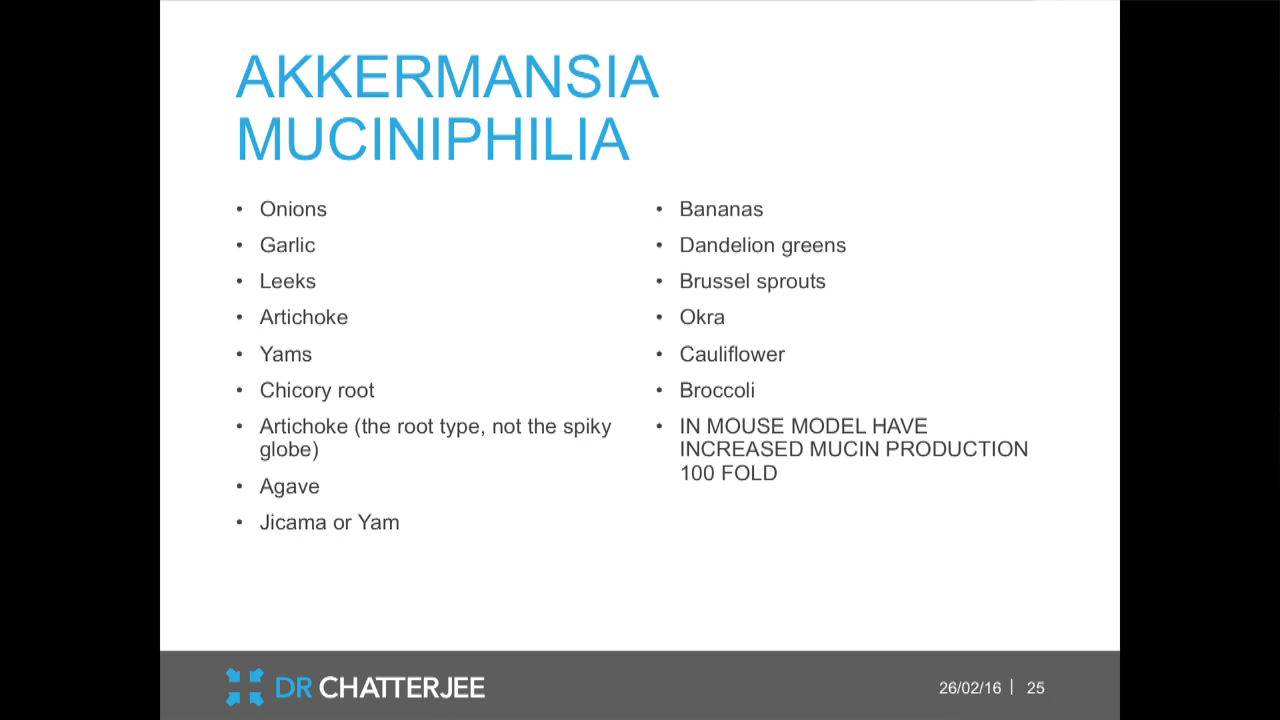 AKKERMANSIA
MUCINIPHILIA
• Onions
• Garlic
• Leeks
• Artichoke
• Yams
• Chicory root
• Artichoke (the root type, not the spiky
globe)
• Agave
• Jicama or Yam
• Bananas
• Dandelion greens
• Brussel sprouts
• Okra
• Cauliflower
• Broccoli
• IN MOUSE MODEL HAVE
INCREASED MUCIN PRODUCTION
100 FOLD
DR CHATTERJEE
26/02/16 | 25